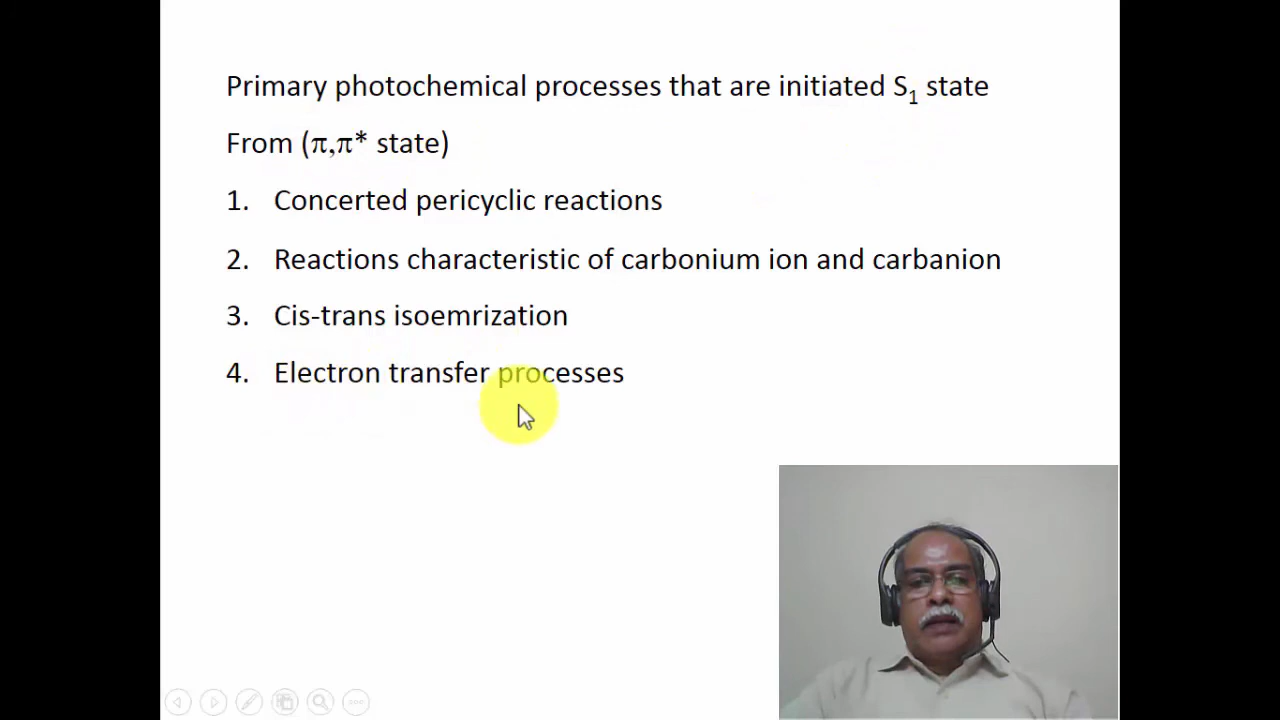 Primary photochemical processes that are initiated S₁ state
From (π,π* state)
1. Concerted pericyclic reactions
2. Reactions characteristic of carbonium ion and carbanion
3. Cis-trans isoemrization
4. Electron transfer processes